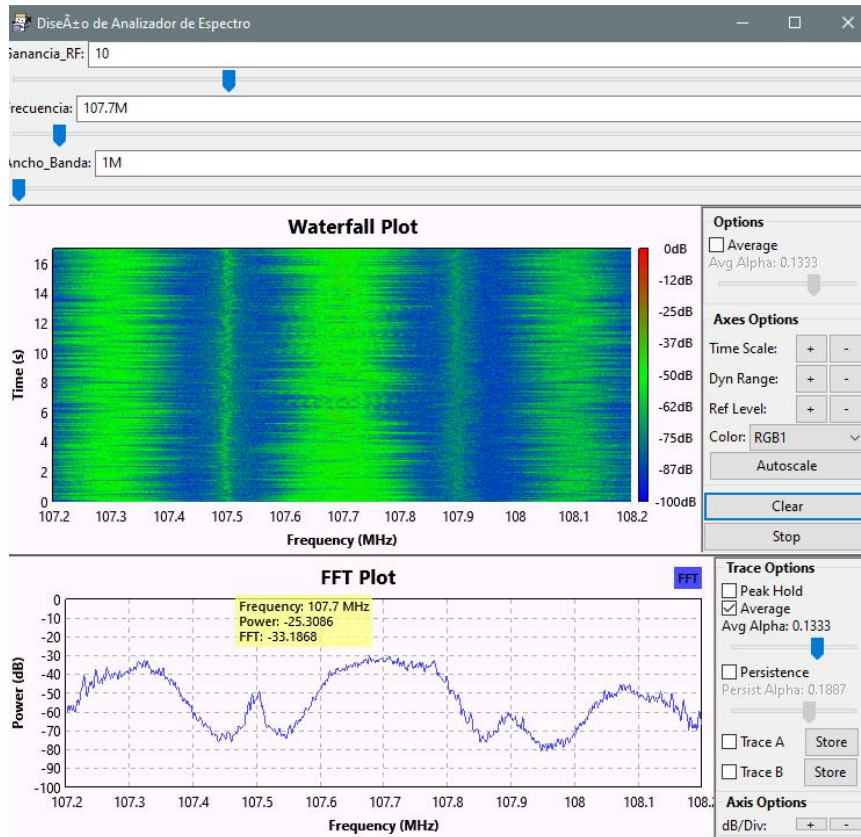 DiseÃ±o de Analizador de Espectro
Ganancia_RF: 10
Frecuencia: 107.7M
Ancho_Banda: 1M
Waterfall Plot
Time (s)
16
14
12
10
8
6
4
2
0
107.2 107.3 107.4 107.5 107.6 107.7 107.8 107.9 108 108.1 108.2
Frequency (MHz)
0dB
-12dB
-25dB
-37dB
-50dB
-62dB
-75dB
-87dB
-100dB
Options
Average
Avg Alpha: 0.1333
Axes Options
Time Scale: + -
Dyn Range: + -
Ref Level: + -
Color: RGB1
Autoscale
Clear
Stop
FFT Plot
FFT
Frequency: 107.7 MHz
Power: -25.3086
FFT: -33.1868
Power (dB)
0
-10
-20
-30
-40
-50
-60
-70
-80
-90
-100
107.2 107.3 107.4 107.5 107.6 107.7 107.8 107.9 108 108.1 108.2
Frequency (MHz)
Trace Options
Peak Hold
Average
Avg Alpha: 0.1333
Persistence
Persist Alpha: 0.1887
Trace A Store
Trace B Store
Axis Options
dB/Div: + -